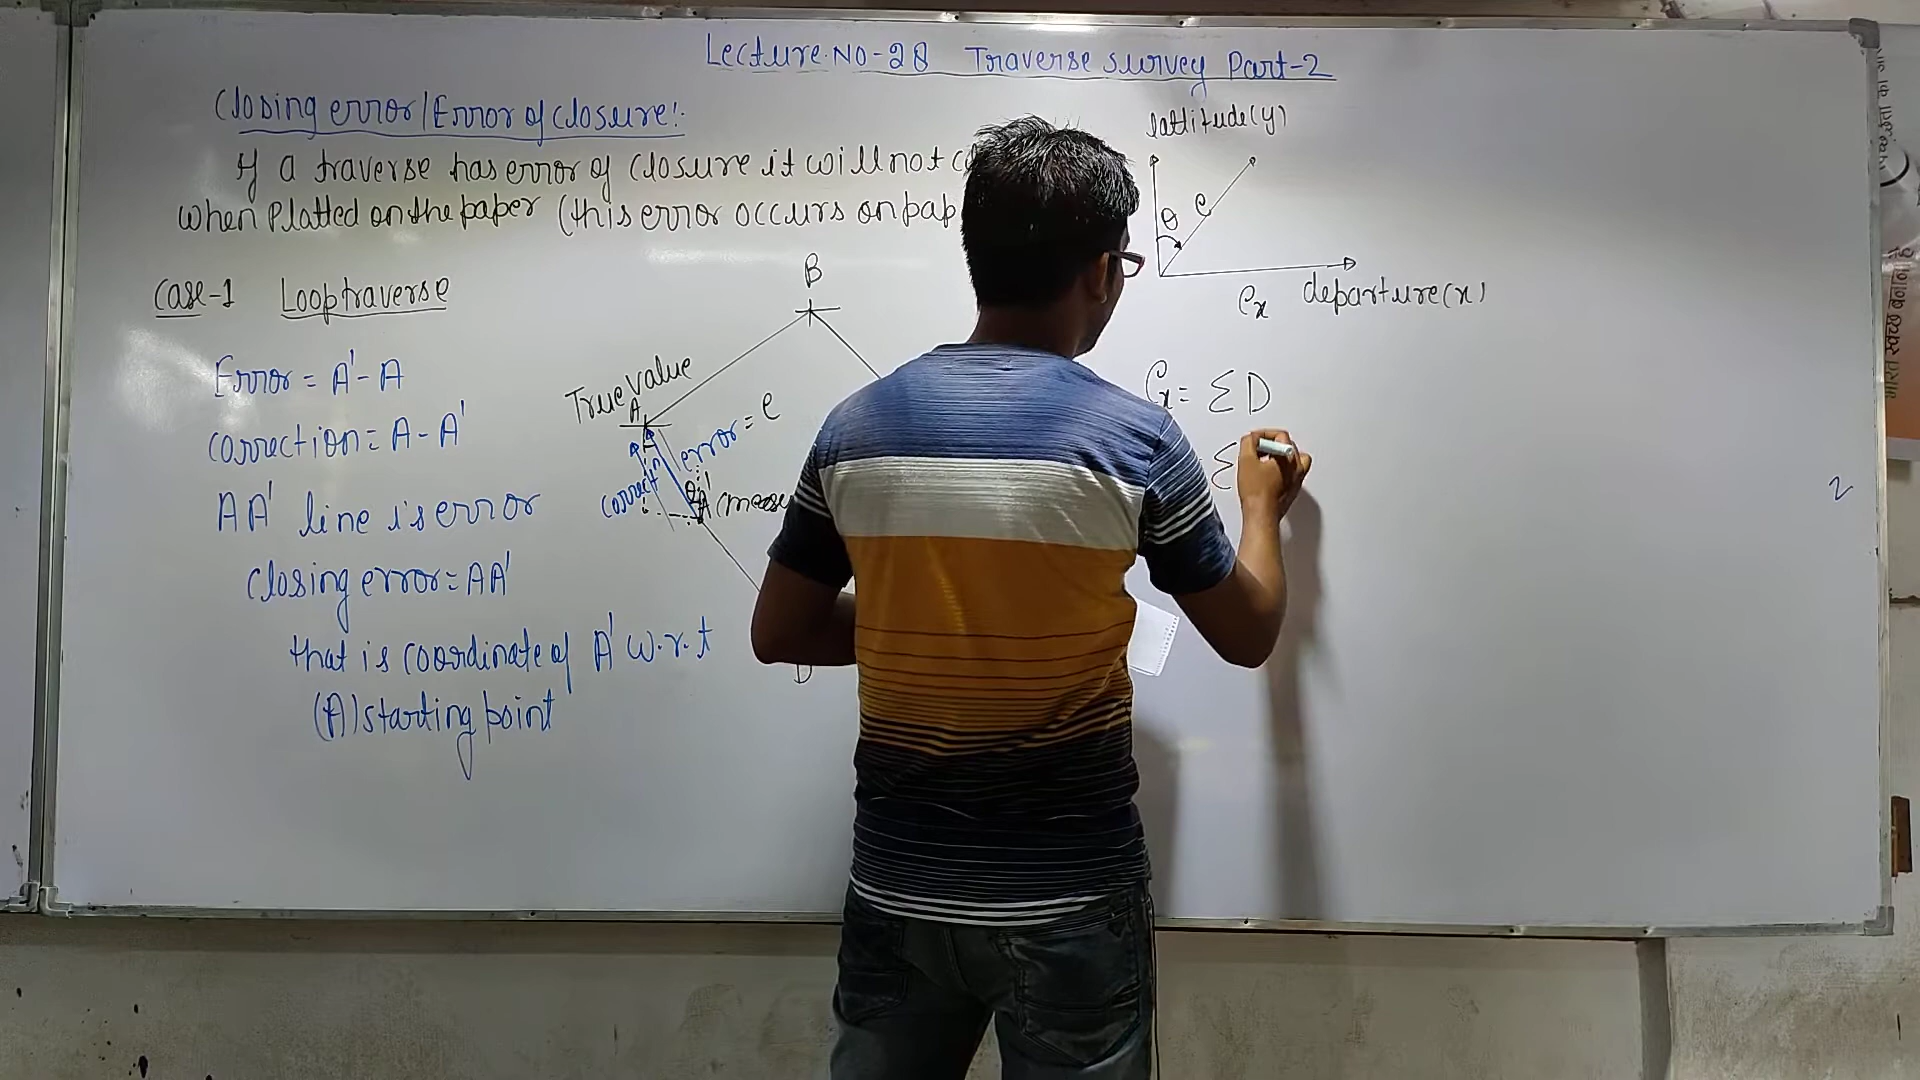 Lecture.No-28 Traverse survey Part-2
Closing error/Error of closure:-
If a traverse has error of closure it will not
when Platted on the paper (this error occurs on pap
Case-1 Loop traverse
Error = A' - A
Correction = A - A'
AA' line is error
Closing error = AA'
that is coordinate of A' w.r.t
(A) starting point
B
True value
A
error = e
correctn
θ
A'
D
lattitude(y)
θ
e
ex departure(x)
ex = ΣD
Σ
2